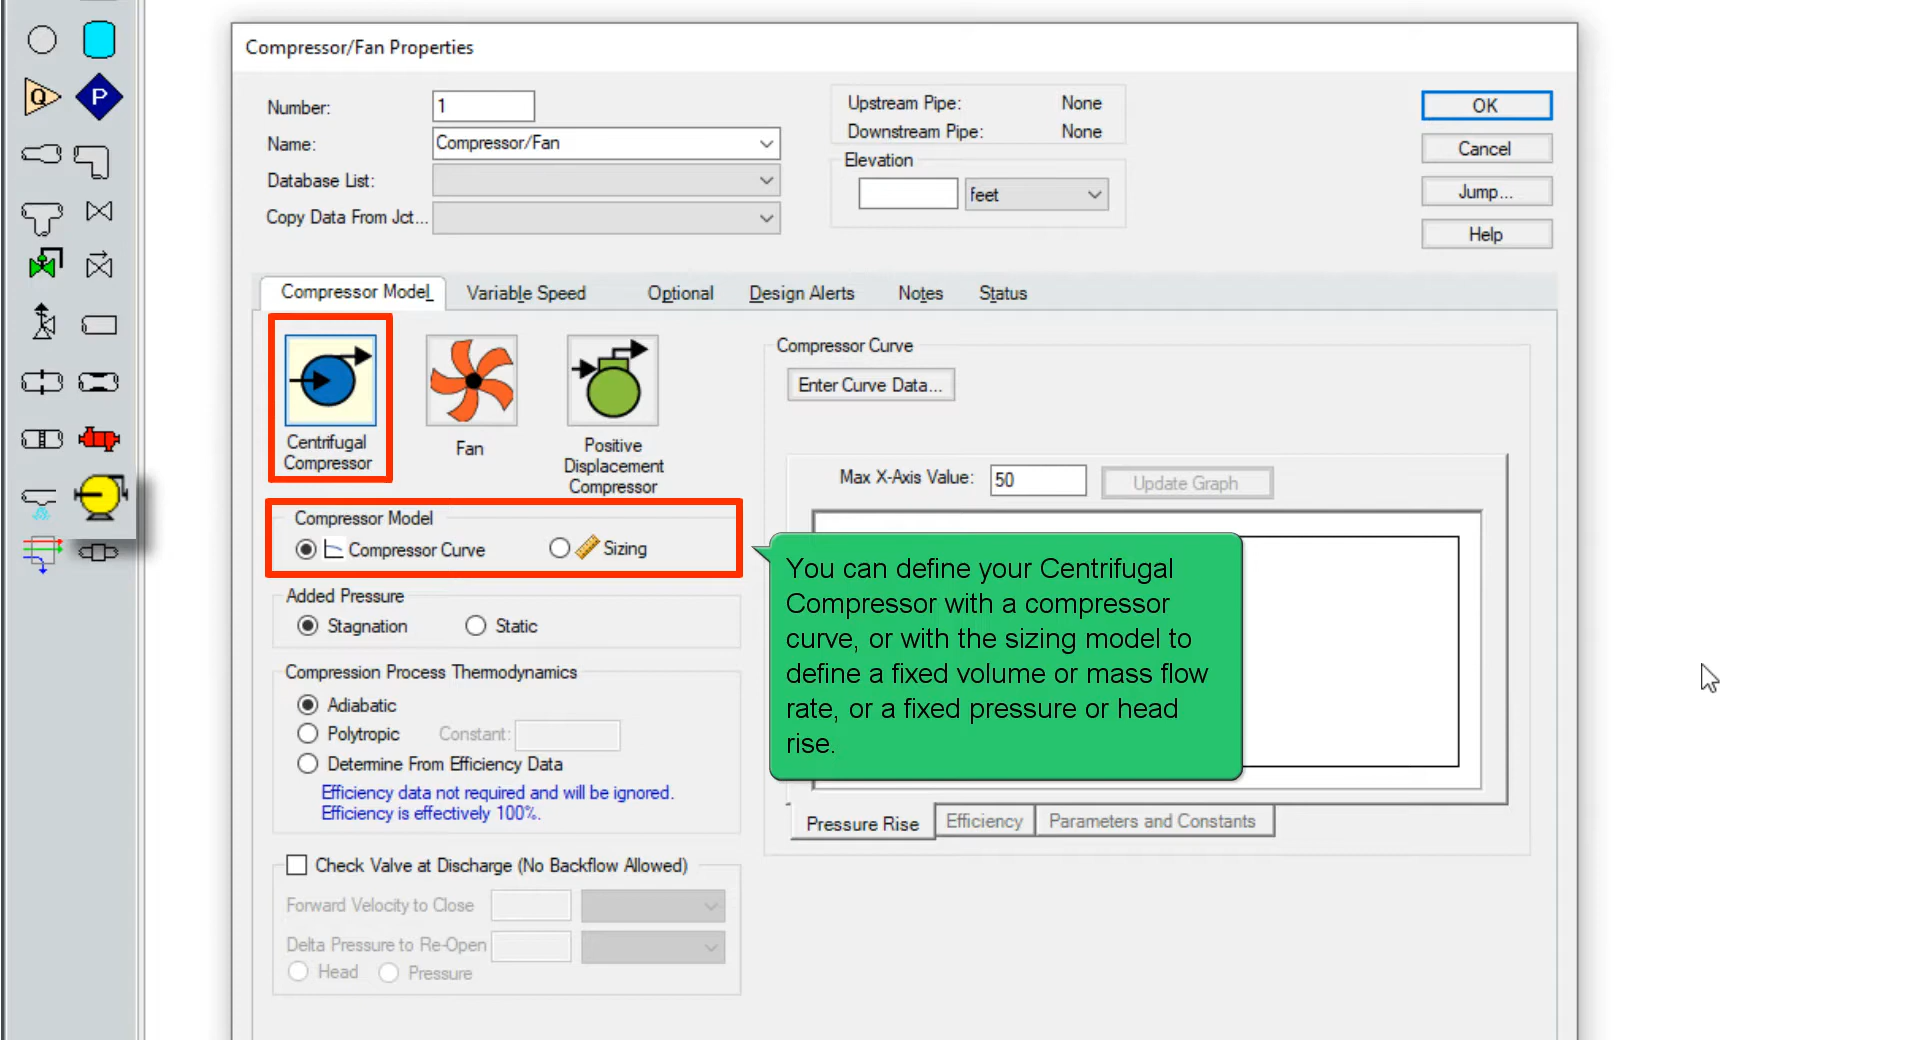 Compressor/Fan Properties
Number:
1
Name:
Compressor/Fan
Database List:
Copy Data From Jct...
Upstream Pipe: None
Downstream Pipe: None
Elevation
feet
OK
Cancel
Jump...
Help
Q
P
Compressor Model
Variable Speed
Optional
Design Alerts
Notes
Status
Centrifugal
Compressor
Fan
Positive
Displacement
Compressor
Compressor Model
Compressor Curve
Sizing
Added Pressure
Stagnation
Static
Compression Process Thermodynamics
Adiabatic
Polytropic
Constant:
Determine From Efficiency Data
Efficiency data not required and will be ignored.
Efficiency is effectively 100%.
Check Valve at Discharge (No Backflow Allowed)
Forward Velocity to Close
Delta Pressure to Re-Open
Head
Pressure
Compressor Curve
Enter Curve Data...
Max X-Axis Value:
50
Update Graph
You can define your Centrifugal
Compressor with a compressor
curve, or with the sizing model to
define a fixed volume or mass flow
rate, or a fixed pressure or head
rise.
Pressure Rise
Efficiency
Parameters and Constants